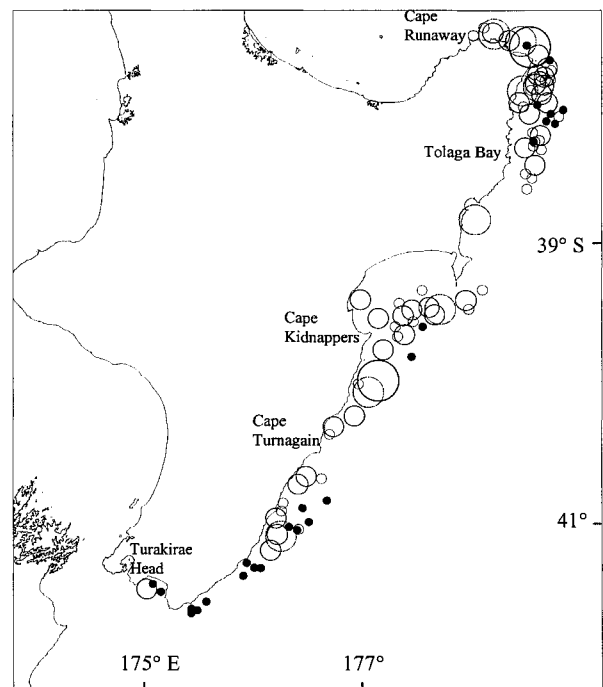 Cape
Runaway
Tolaga Bay
39° S
Cape
Kidnappers
Cape
Turnagain
41°
Turakirae
Head
175° E
177°